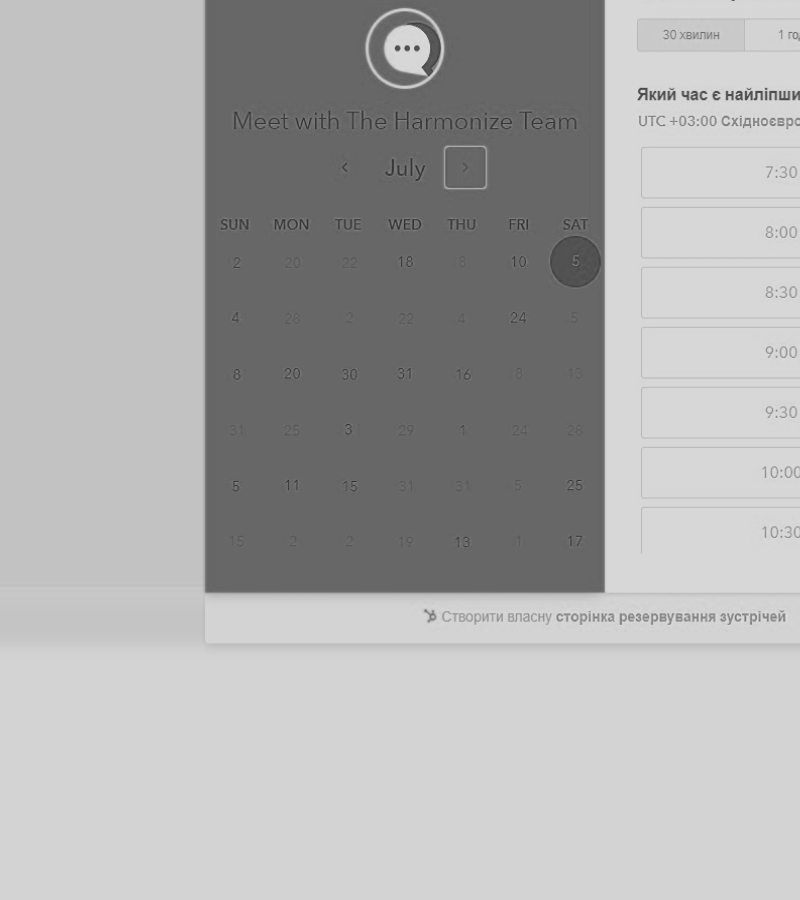 30 хвилин 1 го
Який час є найліпши
Meet with The Harmonize Team
UTC +03:00 Східноєвро
July
7:30
SUN MON TUE WED THU FRI SAT
8:00
2 20 22 18 8 10 5
8:30
4 28 2 22 4 24 5
9:00
8 20 30 31 16 8 13
9:30
31 25 3 29 1 24 28
10:00
5 11 15 31 31 5 25
10:30
15 2 2 19 13 1 17
Створити власну сторінка резервування зустрічей